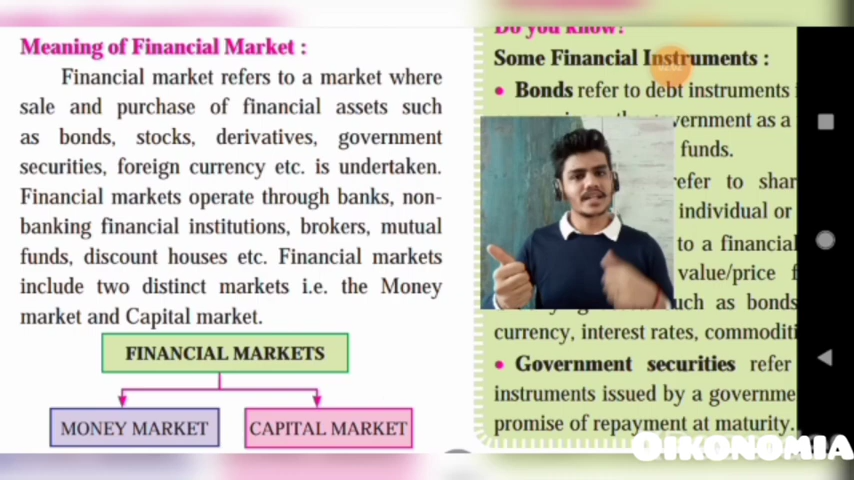 Meaning of Financial Market :
Financial market refers to a market where
sale and purchase of financial assets such
as bonds, stocks, derivatives, government
securities, foreign currency etc. is undertaken.
Financial markets operate through banks, non-
banking financial institutions, brokers, mutual
funds, discount houses etc. Financial markets
include two distinct markets i.e. the Money
market and Capital market.
FINANCIAL MARKETS
MONEY MARKET
CAPITAL MARKET
Do you know?
Some Financial Instruments :
• Bonds refer to debt instruments
as a
funds.
refer to shar
individual or
to a financial
value/price
such as bonds
currency, interest rates, commoditi
• Government securities refer
instruments issued by a governme
promise of repayment at maturity.
OIKONOMIA